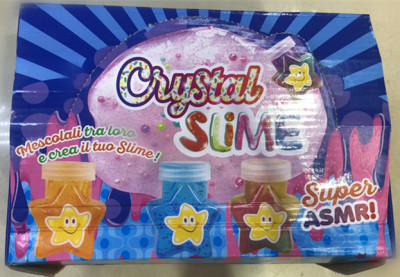 Crystal
SLiME
Mescolali tra loro
e crea il tuo Slime!
Super
ASMR!